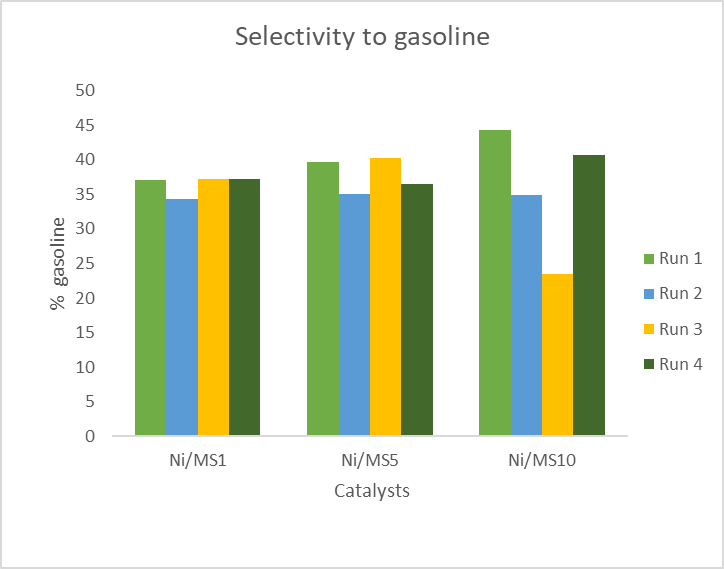 Selectivity to gasoline
50
45
40
35
30
25
20
15
10
5
0
% gasoline
Ni/MS1 Ni/MS5 Ni/MS10
Catalysts
Run 1
Run 2
Run 3
Run 4